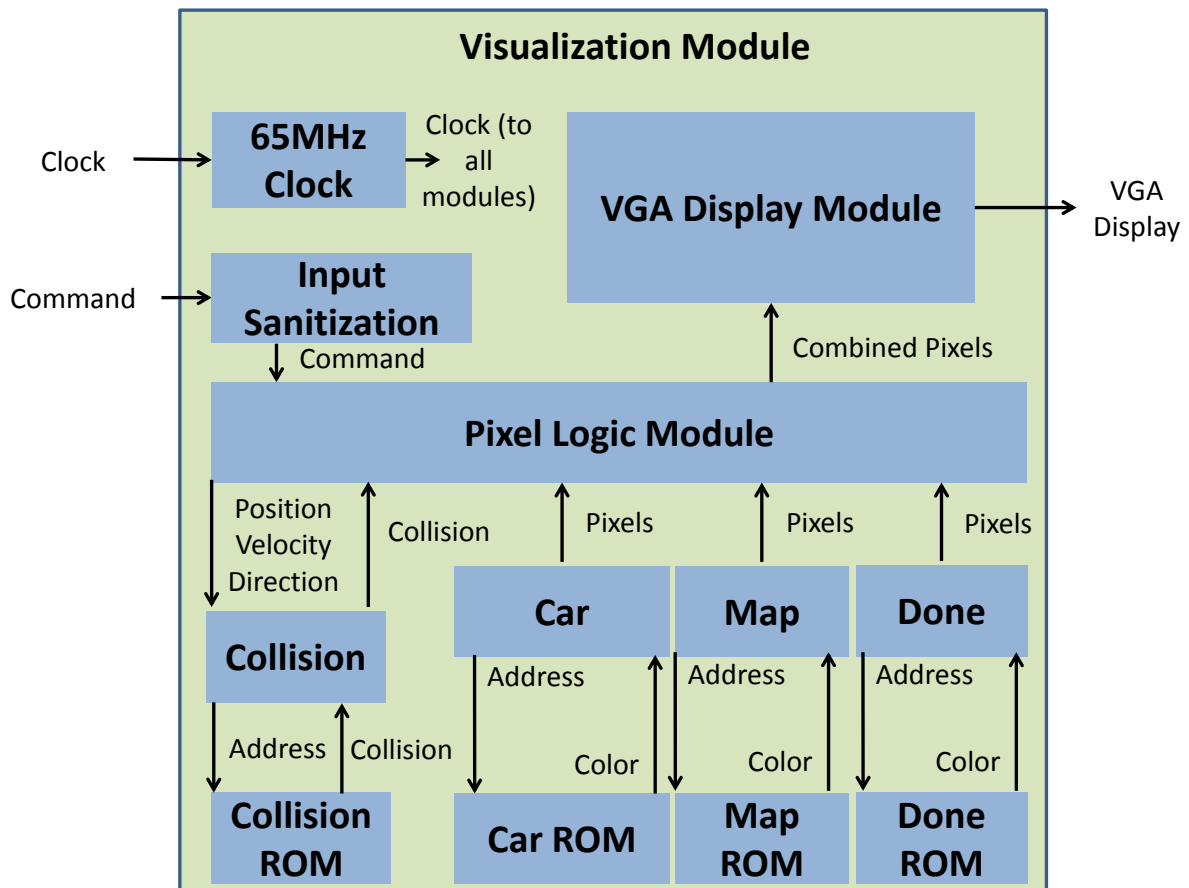 Visualization Module
65MHz
Clock
Clock (to
all
modules)
Clock
VGA Display Module
VGA
Display
Input
Sanitization
Command
Command
Combined Pixels
Pixel Logic Module
Position
Velocity
Direction
Collision
Pixels
Pixels
Pixels
Car
Map
Done
Collision
Address
Address
Address
Address
Collision
Color
Color
Color
Collision
ROM
Car ROM
Map
ROM
Done
ROM